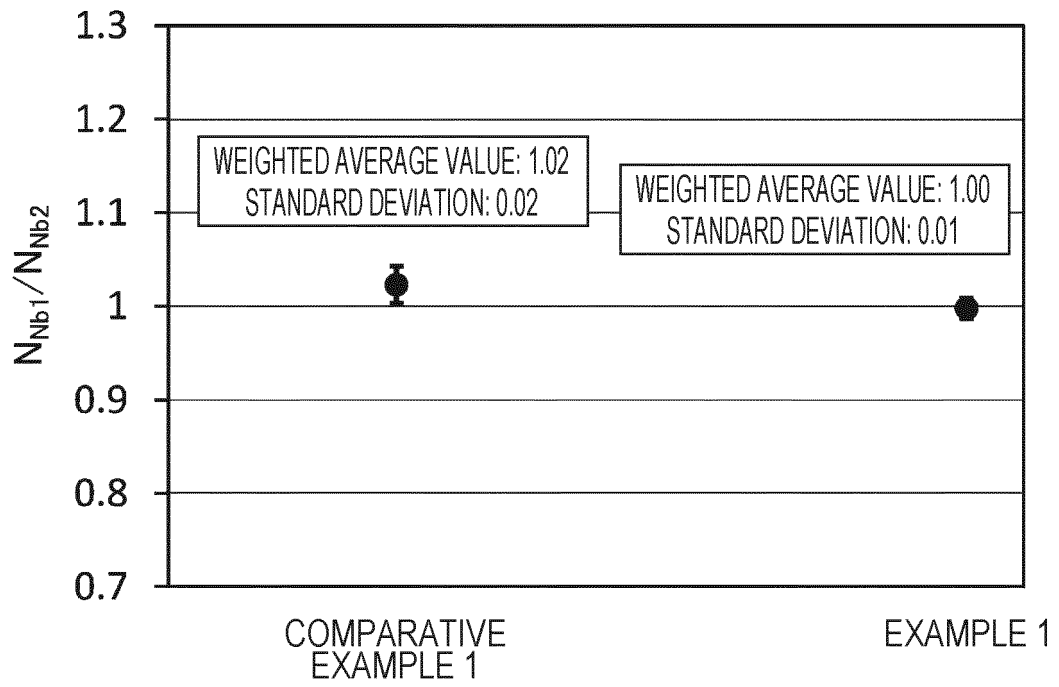 1.3
1.2
WEIGHTED AVERAGE VALUE: 1.02
STANDARD DEVIATION: 0.02
WEIGHTED AVERAGE VALUE: 1.00
STANDARD DEVIATION: 0.01
1.1
1
0.9
0.8
0.7
N_Nb1/N_Nb2
COMPARATIVE
EXAMPLE 1
EXAMPLE 1